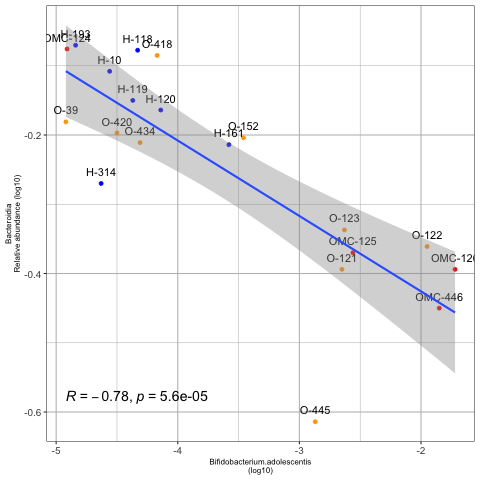 H-193
OMC-124
H-118
O-418
H-10
H-119
H-120
O-39
O-420
O-434
O-152
H-161
H-314
O-123
OMC-125
O-122
O-121
OMC-126
OMC-446
O-445
R = − 0.78, p = 5.6e-05
-0.2
-0.4
-0.6
Bacteroidia
Relative abundance (log10)
-5 -4 -3 -2
Bifidobacterium.adolescentis
(log10)